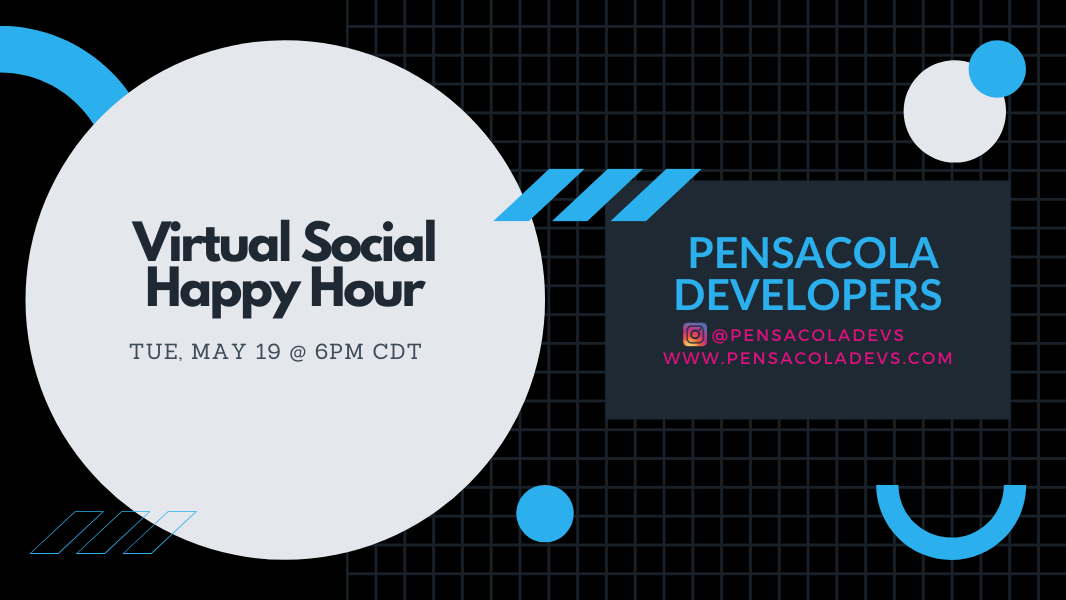 Virtual Social
Happy Hour
TUE, MAY 19 @ 6PM CDT
PENSACOLA
DEVELOPERS
@PENSACOLADEVS
WWW.PENSACOLADEVS.COM